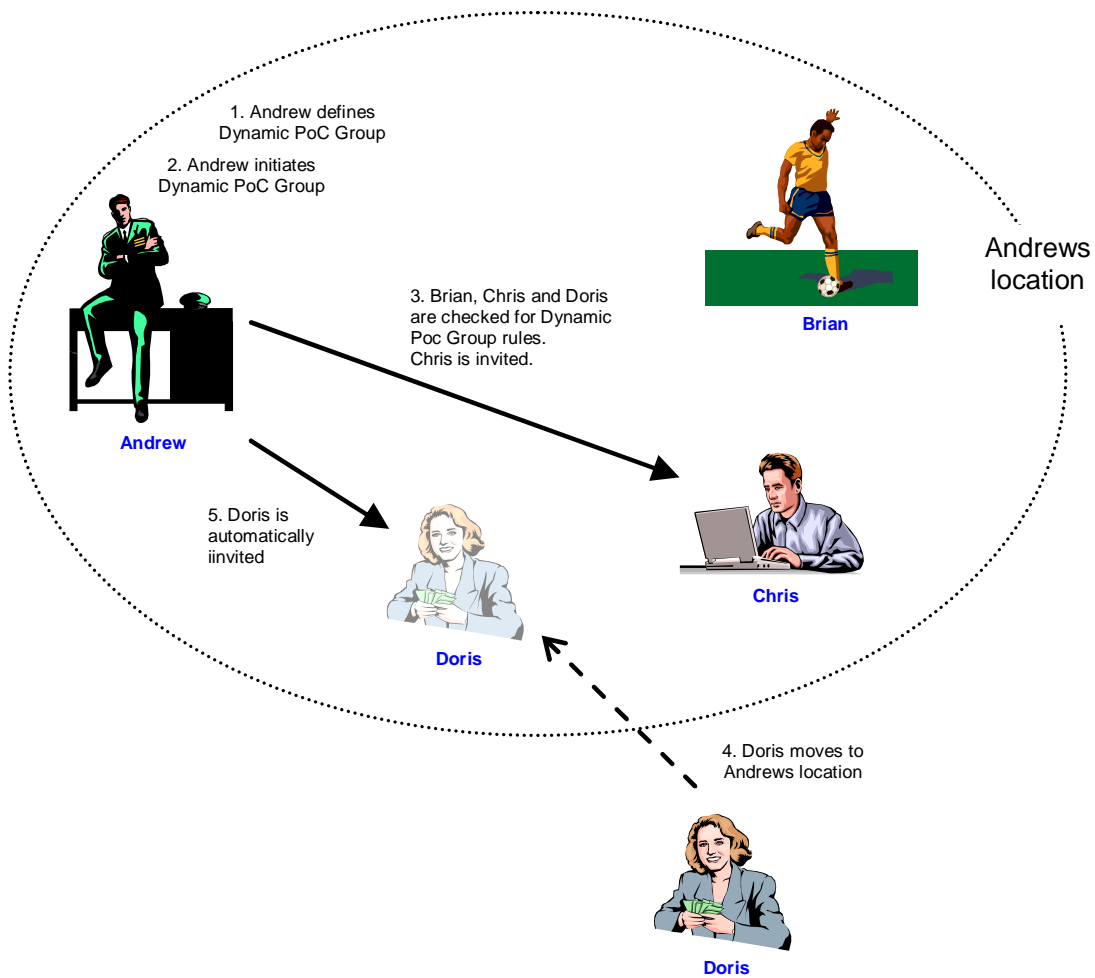 1. Andrew defines
Dynamic PoC Group
2. Andrew initiates
Dynamic PoC Group
Andrews
location
3. Brian, Chris and Doris
are checked for Dynamic
Poc Group rules.
Chris is invited.
Brian
Andrew
5. Doris is
automatically
iinvited
Chris
Doris
4. Doris moves to
Andrews location
Doris